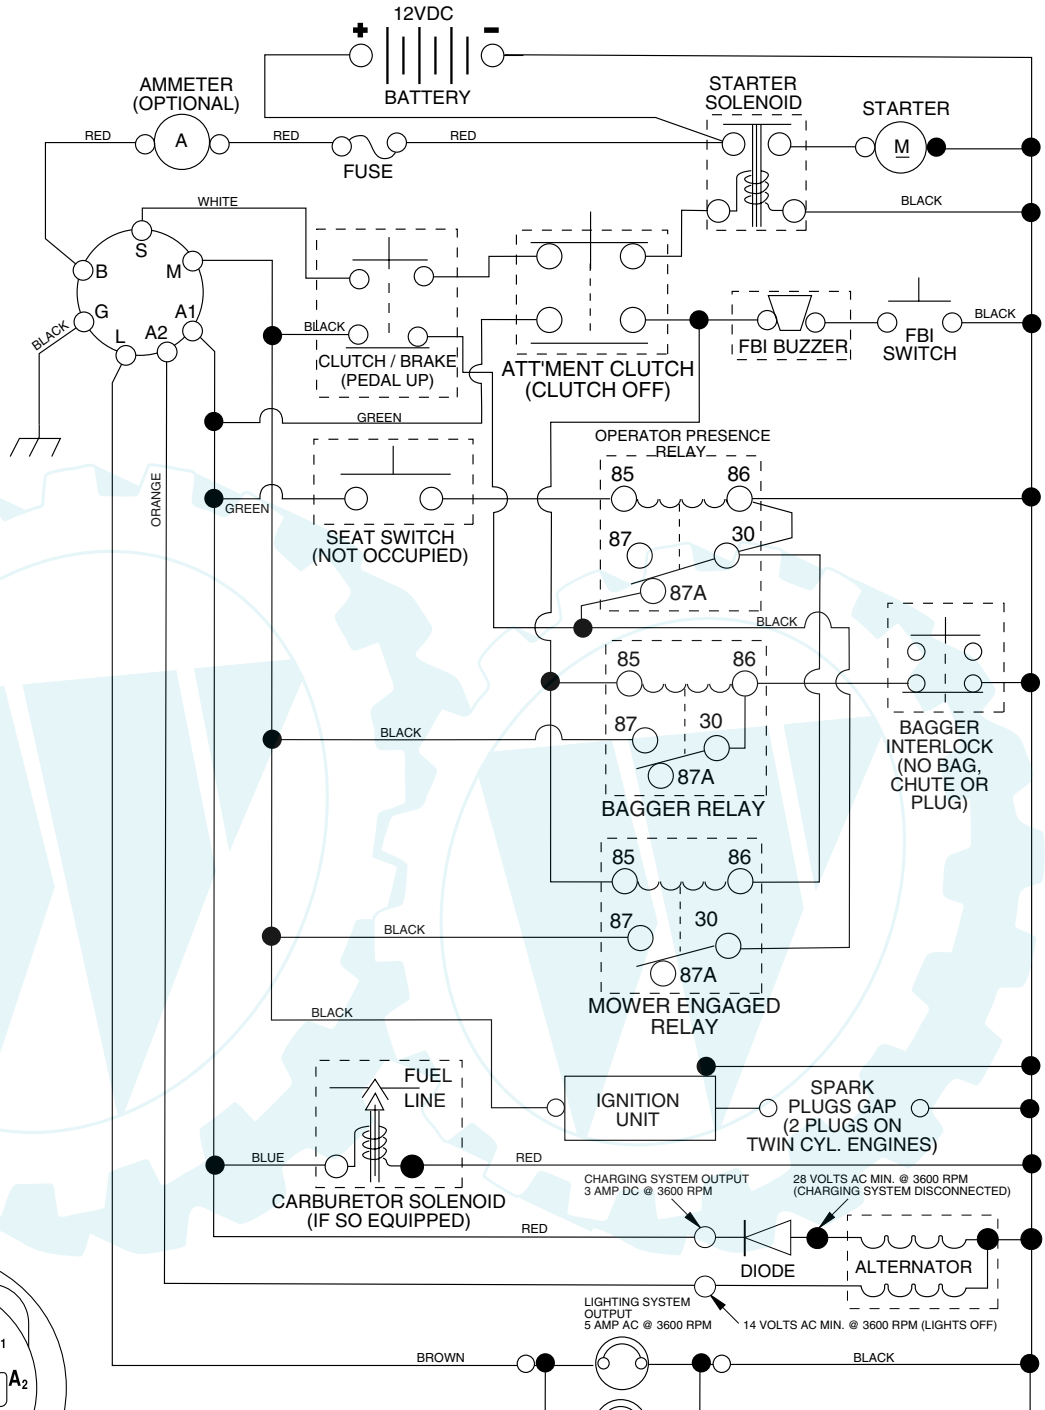 12VDC
+
-
BATTERY
AMMETER
(OPTIONAL)
STARTER
SOLENOID
STARTER
RED
A
RED
FUSE
RED
M
WHITE
BLACK
S
B
M
G
A1
L
A2
BLACK
BLACK
CLUTCH / BRAKE
(PEDAL UP)
ATT'MENT CLUTCH
(CLUTCH OFF)
FBI BUZZER
FBI
SWITCH
BLACK
GREEN
OPERATOR PRESENCE
RELAY
ORANGE
GREEN
SEAT SWITCH
(NOT OCCUPIED)
85
86
87
30
87A
BLACK
85
86
87
30
87A
BLACK
BAGGER RELAY
BAGGER
INTERLOCK
(NO BAG,
CHUTE OR
PLUG)
85
86
87
30
87A
BLACK
MOWER ENGAGED
RELAY
BLACK
FUEL
LINE
IGNITION
UNIT
SPARK
PLUGS GAP
(2 PLUGS ON
TWIN CYL. ENGINES)
BLUE
RED
CARBURETOR SOLENOID
(IF SO EQUIPPED)
CHARGING SYSTEM OUTPUT
3 AMP DC @ 3600 RPM
28 VOLTS AC MIN. @ 3600 RPM
(CHARGING SYSTEM DISCONNECTED)
RED
DIODE
ALTERNATOR
LIGHTING SYSTEM
OUTPUT
5 AMP AC @ 3600 RPM
14 VOLTS AC MIN. @ 3600 RPM (LIGHTS OFF)
BROWN
BLACK
1
A2